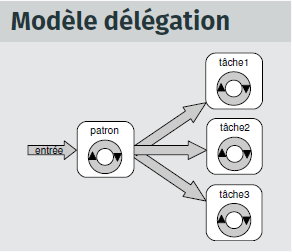 Modèle délégation
tâche1
patron
tâche2
entrée
tâche3